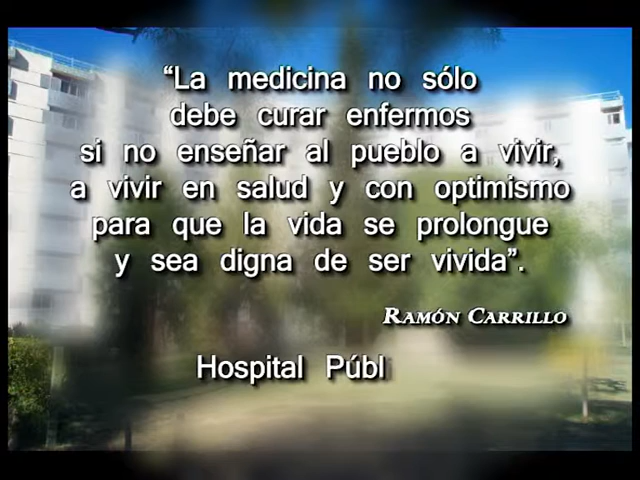 “La medicina no sólo
debe curar enfermos
si no enseñar al pueblo a vivir,
a vivir en salud y con optimismo
para que la vida se prolongue
y sea digna de ser vivida”.
Ramón Carrillo
Hospital Públ